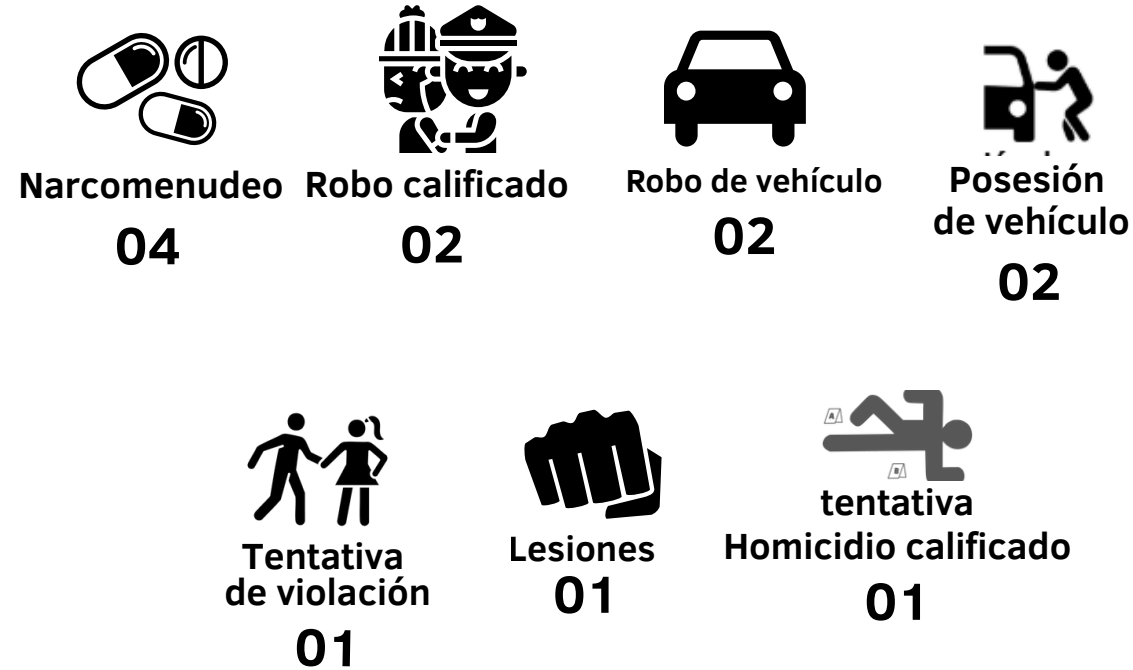 Narcomenudeo
04
Robo calificado
02
Robo de vehículo
02
Posesión
de vehículo
02
Tentativa
de violación
01
Lesiones
01
tentativa
Homicidio calificado
01